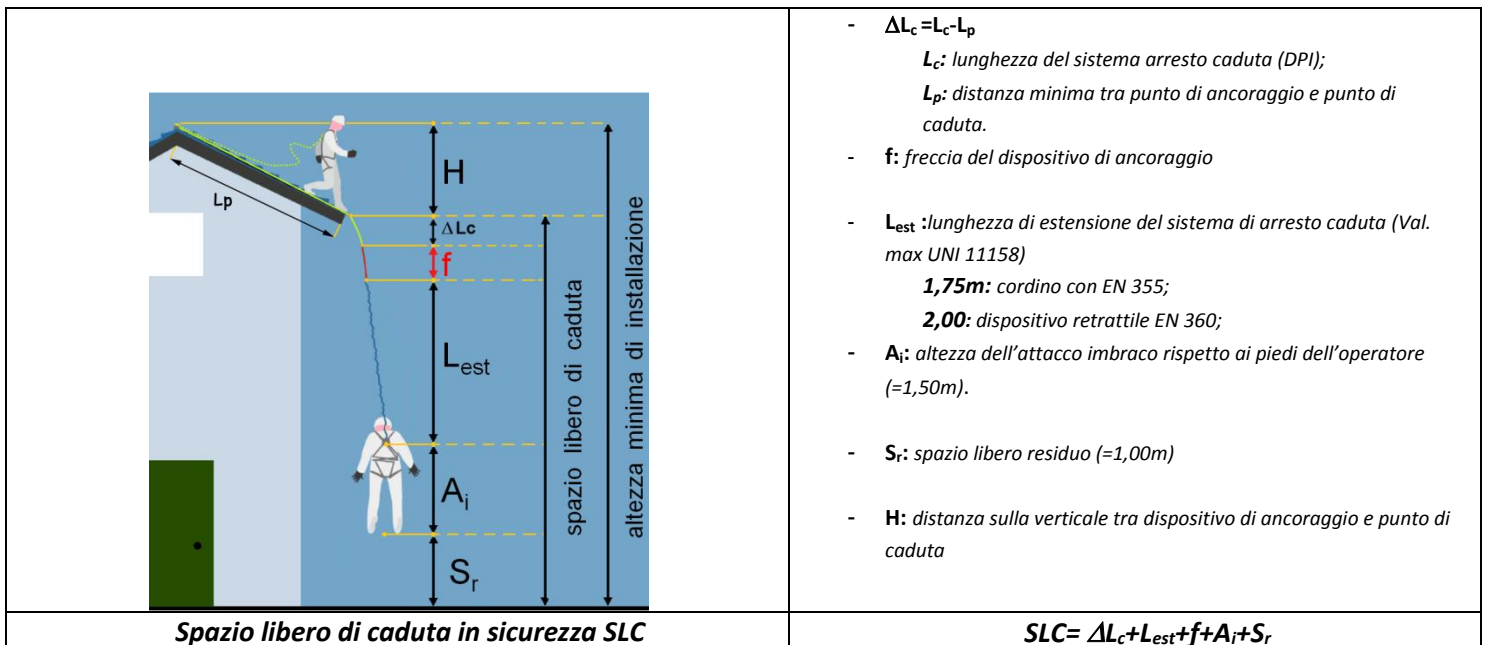 H
Lp
ΔLc
f
Lest
Ai
Sr
spazio libero di caduta
altezza minima di installazione
- ΔLc =Lc-Lp
Lc: lunghezza del sistema arresto caduta (DPI);
Lp: distanza minima tra punto di ancoraggio e punto di
caduta.
- f: freccia del dispositivo di ancoraggio
- Lest :lunghezza di estensione del sistema di arresto caduta (Val.
max UNI 11158)
1,75m: cordino con EN 355;
2,00: dispositivo retrattile EN 360;
- Ai: altezza dell’attacco imbraco rispetto ai piedi dell’operatore
(=1,50m).
- Sr: spazio libero residuo (=1,00m)
- H: distanza sulla verticale tra dispositivo di ancoraggio e punto di
caduta
Spazio libero di caduta in sicurezza SLC
SLC= ΔLc+Lest+f+Ai+Sr